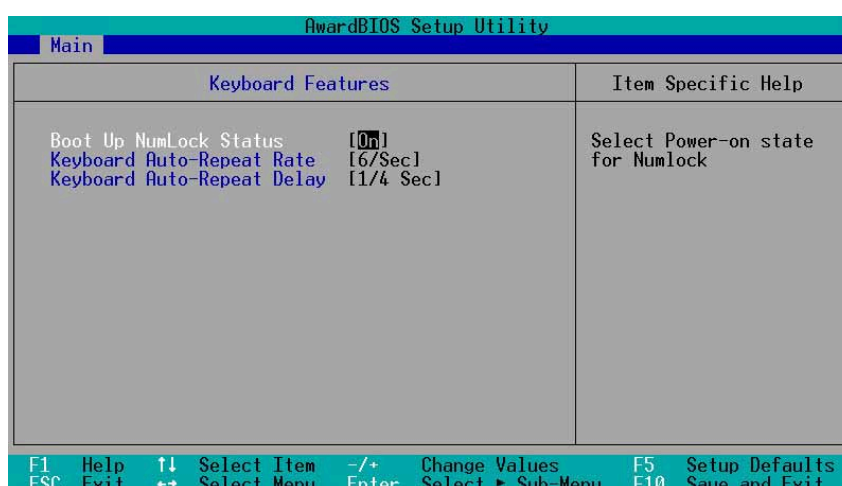 AwardBIOS Setup Utility
Main
Keyboard Features
Item Specific Help
Boot Up NumLock Status [On]
Keyboard Auto-Repeat Rate [6/Sec]
Keyboard Auto-Repeat Delay [1/4 Sec]
Select Power-on state
for Numlock
F1 Help ↑↓ Select Item -/+ Change Values F5 Setup Defaults
ESC Exit ←→ Select Menu Enter Select ► Sub-Menu F10 Save and Exit